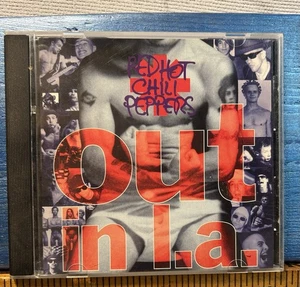 RED HOT
CHILI
PEPPERS
out
in l.a.